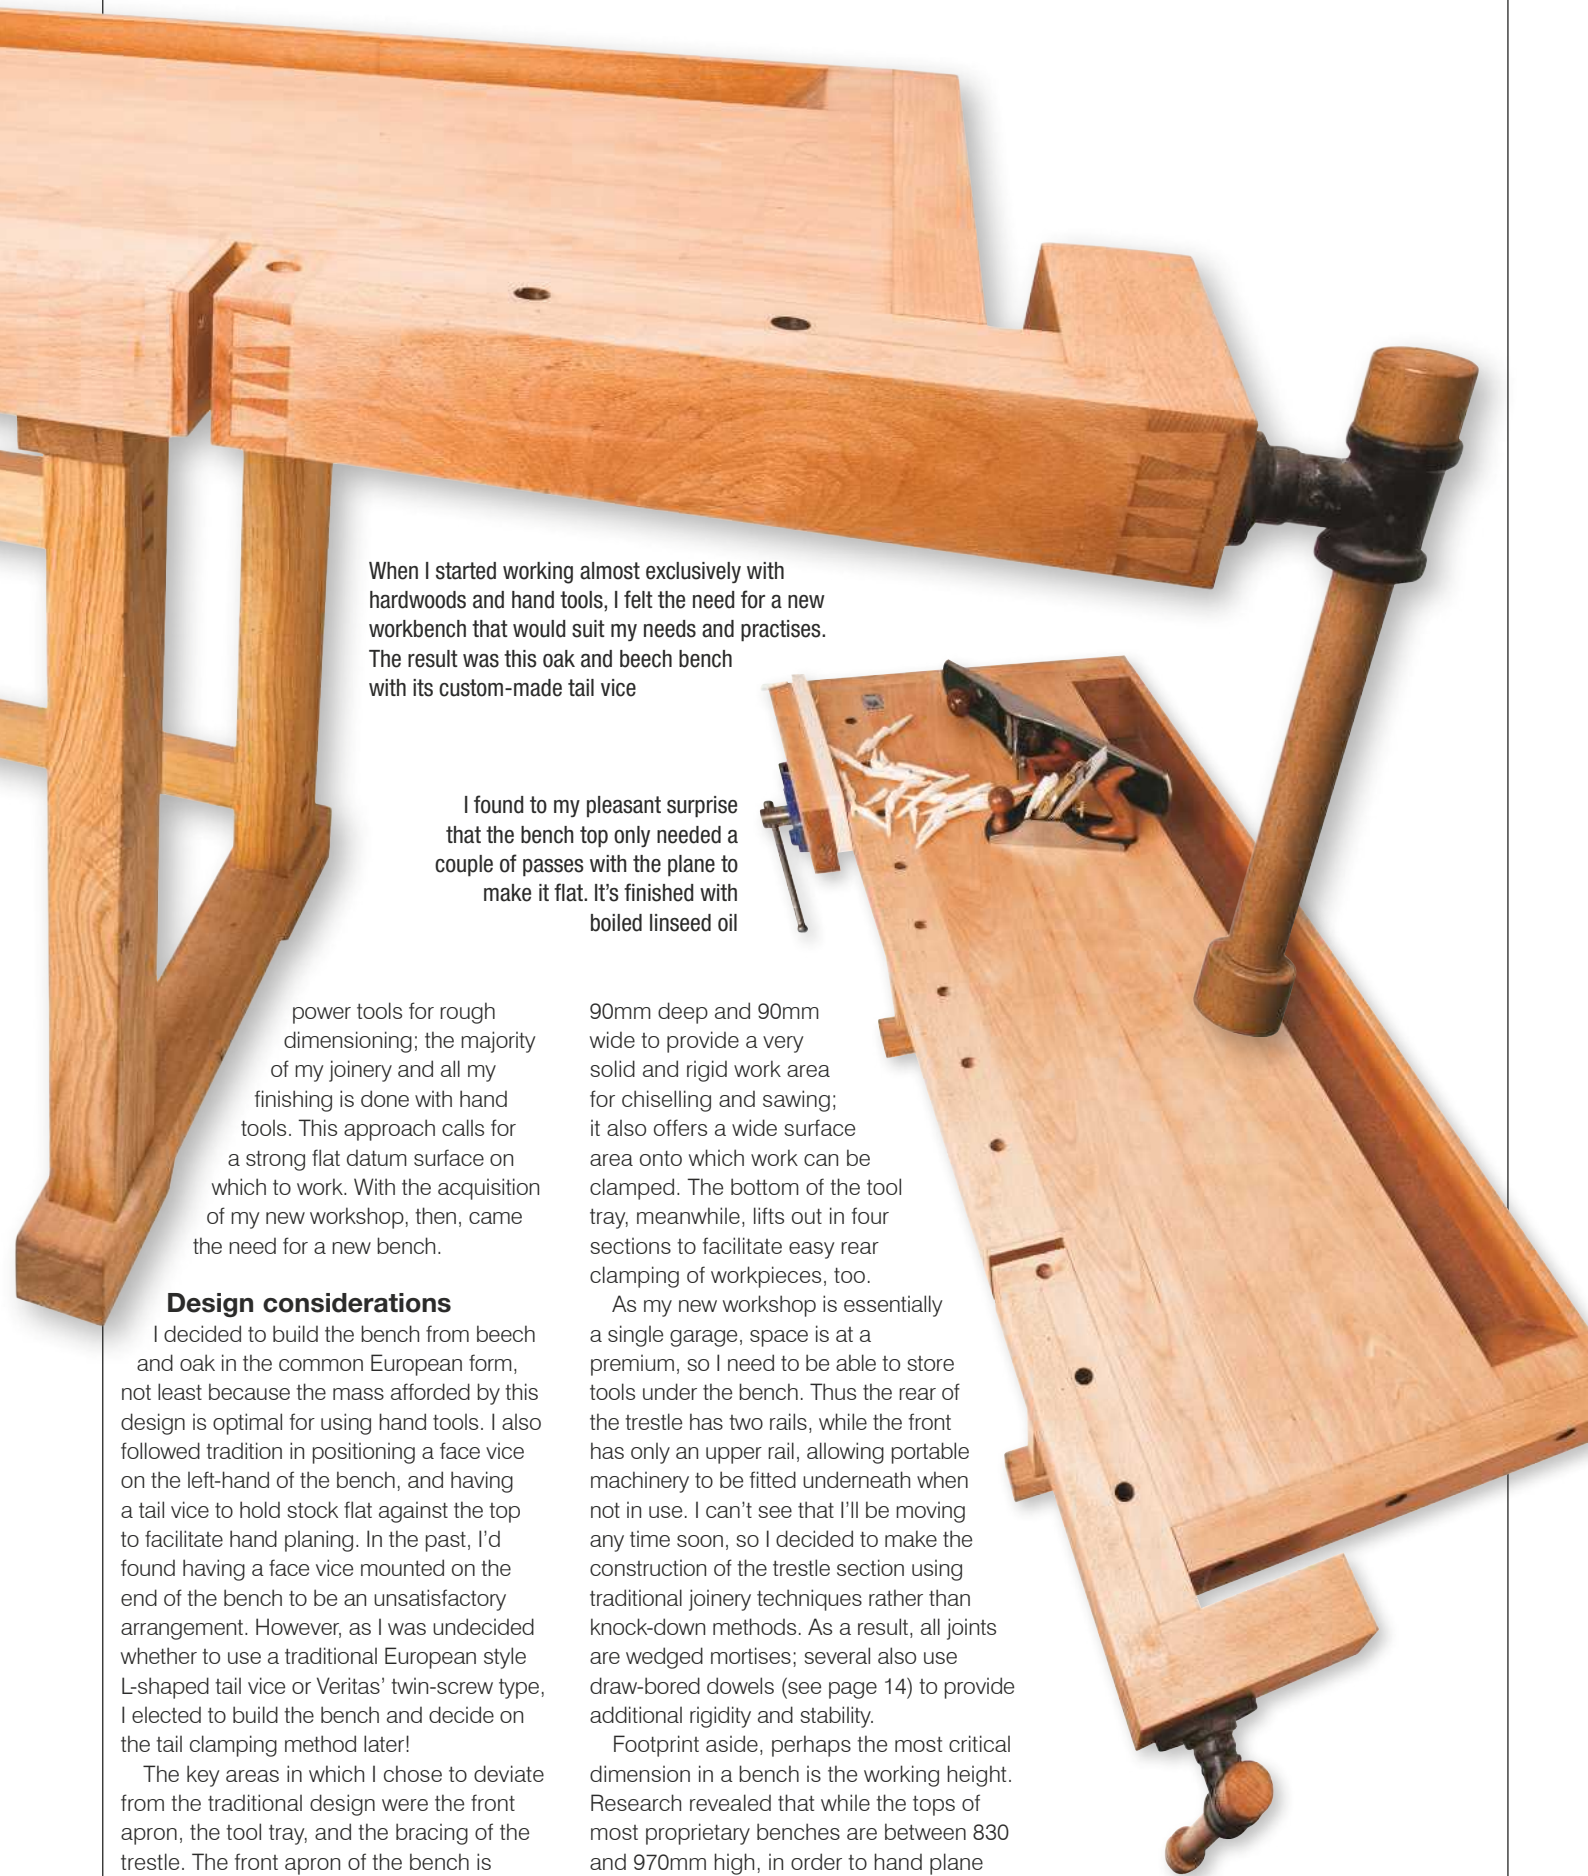 When I started working almost exclusively with
hardwoods and hand tools, I felt the need for a new
workbench that would suit my needs and practises.
The result was this oak and beech bench
with its custom-made tail vice
I found to my pleasant surprise
that the bench top only needed a
couple of passes with the plane to
make it flat. It’s finished with
boiled linseed oil
power tools for rough
dimensioning; the majority
of my joinery and all my
finishing is done with hand
tools. This approach calls for
a strong flat datum surface on
which to work. With the acquisition
of my new workshop, then, came
the need for a new bench.
Design considerations
I decided to build the bench from beech
and oak in the common European form,
not least because the mass afforded by this
design is optimal for using hand tools. I also
followed tradition in positioning a face vice
on the left-hand of the bench, and having
a tail vice to hold stock flat against the top
to facilitate hand planing. In the past, I’d
found having a face vice mounted on the
end of the bench to be an unsatisfactory
arrangement. However, as I was undecided
whether to use a traditional European style
L-shaped tail vice or Veritas’ twin-screw type,
I elected to build the bench and decide on
the tail clamping method later!
The key areas in which I chose to deviate
from the traditional design were the front
apron, the tool tray, and the bracing of the
trestle. The front apron of the bench is
90mm deep and 90mm
wide to provide a very
solid and rigid work area
for chiselling and sawing;
it also offers a wide surface
area onto which work can be
clamped. The bottom of the tool
tray, meanwhile, lifts out in four
sections to facilitate easy rear
clamping of workpieces, too.
As my new workshop is essentially
a single garage, space is at a
premium, so I need to be able to store
tools under the bench. Thus the rear of
the trestle has two rails, while the front
has only an upper rail, allowing portable
machinery to be fitted underneath when
not in use. I can’t see that I’ll be moving
any time soon, so I decided to make the
construction of the trestle section using
traditional joinery techniques rather than
knock-down methods. As a result, all joints
are wedged mortises; several also use
draw-bored dowels (see page 14) to provide
additional rigidity and stability.
Footprint aside, perhaps the most critical
dimension in a bench is the working height.
Research revealed that while the tops of
most proprietary benches are between 830
and 970mm high, in order to hand plane